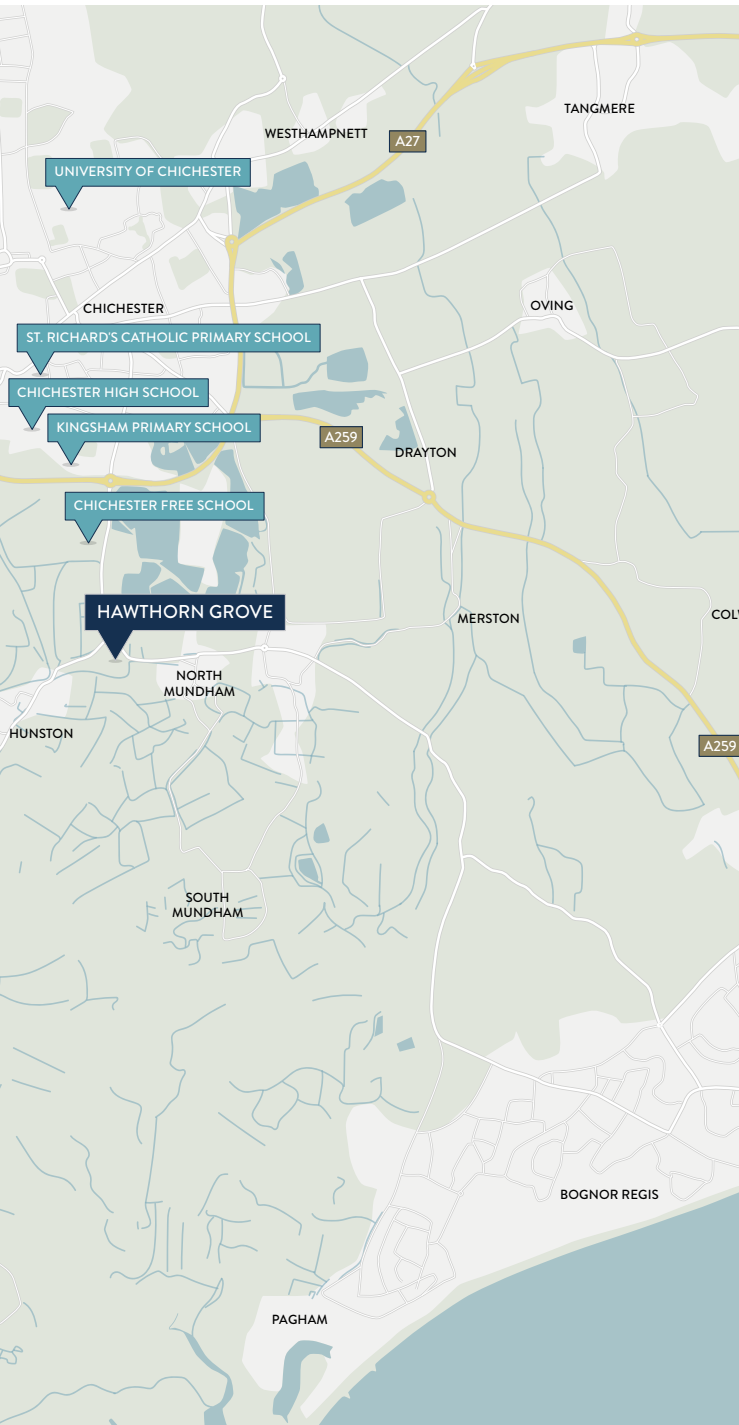 TANGMERE
WESTHAMPNETT
A27
UNIVERSITY OF CHICHESTER
OVING
CHICHESTER
ST. RICHARD'S CATHOLIC PRIMARY SCHOOL
CHICHESTER HIGH SCHOOL
KINGSHAM PRIMARY SCHOOL
A259
DRAYTON
CHICHESTER FREE SCHOOL
HAWTHORN GROVE
MERSTON
COL
NORTH
MUNDHAM
HUNSTON
A259
SOUTH
MUNDHAM
BOGNOR REGIS
PAGHAM